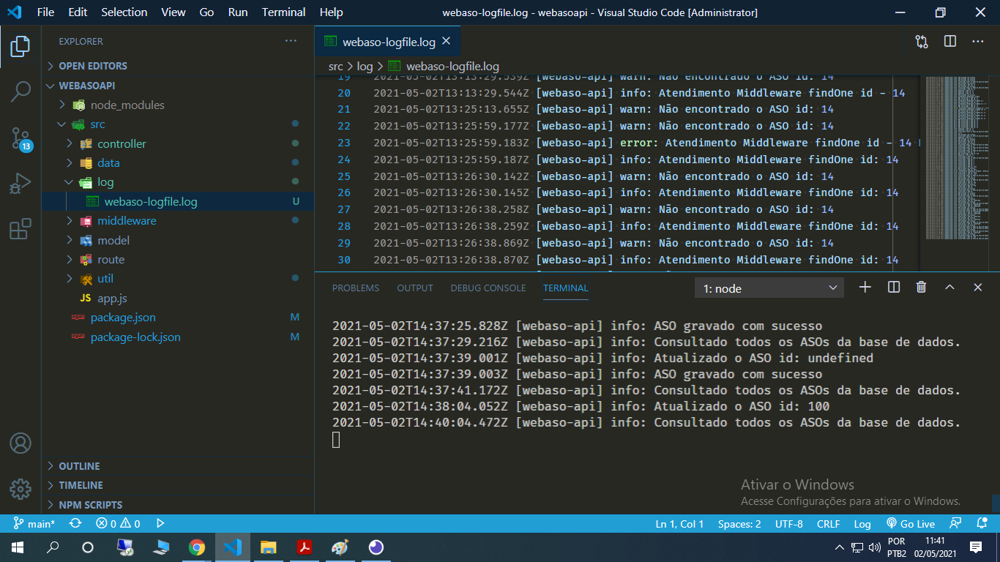 File Edit Selection View Go Run Terminal Help
webaso-logfile.log - webasoapi - Visual Studio Code [Administrator]
EXPLORER
OPEN EDITORS
WEBASOAPI
node_modules
src
controller
data
log
webaso-logfile.log U
middleware
model
route
util
JS app.js
package.json M
package-lock.json M
OUTLINE
TIMELINE
NPM SCRIPTS
13
webaso-logfile.log
src > log > webaso-logfile.log
19 2021-05-02T13:13:29.539Z [webaso-api] warn: Não encontrado o ASO id: 14
20 2021-05-02T13:13:29.544Z [webaso-api] info: Atendimento Middleware findOne id - 14
21 2021-05-02T13:25:13.655Z [webaso-api] warn: Não encontrado o ASO id: 14
22 2021-05-02T13:25:59.177Z [webaso-api] warn: Não encontrado o ASO id: 14
23 2021-05-02T13:25:59.183Z [webaso-api] error: Atendimento Middleware findOne id - 14
24 2021-05-02T13:25:59.187Z [webaso-api] info: Atendimento Middleware findOne id: 14
25 2021-05-02T13:26:30.142Z [webaso-api] warn: Não encontrado o ASO id: 14
26 2021-05-02T13:26:30.145Z [webaso-api] info: Atendimento Middleware findOne id: 14
27 2021-05-02T13:26:38.258Z [webaso-api] warn: Não encontrado o ASO id: 14
28 2021-05-02T13:26:38.259Z [webaso-api] info: Atendimento Middleware findOne id: 14
29 2021-05-02T13:26:38.869Z [webaso-api] warn: Não encontrado o ASO id: 14
30 2021-05-02T13:26:38.870Z [webaso-api] info: Atendimento Middleware findOne id: 14
PROBLEMS OUTPUT DEBUG CONSOLE TERMINAL 1: node
2021-05-02T14:37:25.828Z [webaso-api] info: ASO gravado com sucesso
2021-05-02T14:37:29.216Z [webaso-api] info: Consultado todos os ASOs da base de dados.
2021-05-02T14:37:39.001Z [webaso-api] info: Atualizado o ASO id: undefined
2021-05-02T14:37:39.003Z [webaso-api] info: ASO gravado com sucesso
2021-05-02T14:37:41.172Z [webaso-api] info: Consultado todos os ASOs da base de dados.
2021-05-02T14:38:04.052Z [webaso-api] info: Atualizado o ASO id: 100
2021-05-02T14:40:04.472Z [webaso-api] info: Consultado todos os ASOs da base de dados.
Ativar o Windows
Acesse Configurações para ativar o Windows.
main* 0 0 Ln 1, Col 1 Spaces: 2 UTF-8 CRLF Log Go Live
POR 11:41
PTB2 02/05/2021